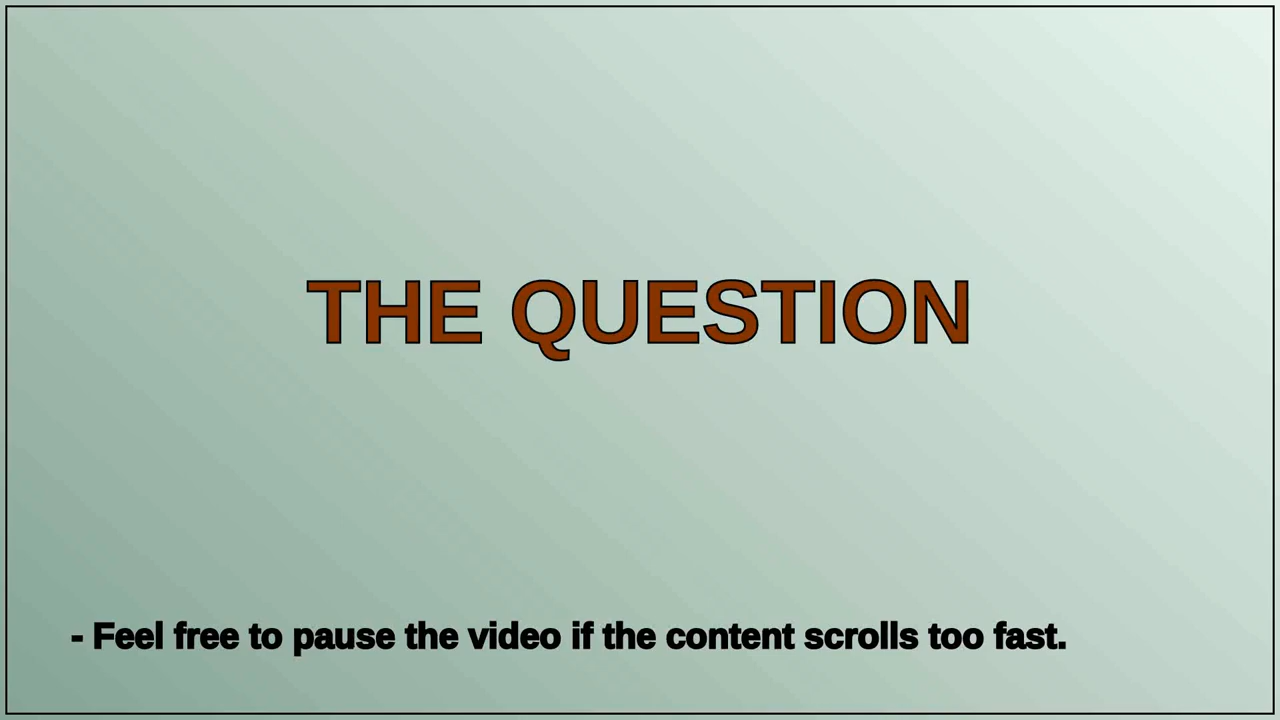 THE QUESTION
- Feel free to pause the video if the content scrolls too fast.